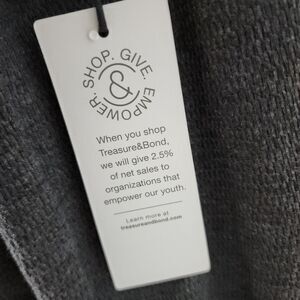 SHOP. GIVE. EMPOWER.
&
When you shop
Treasure&Bond,
we will give 2.5%
of net sales to
organizations that
empower our youth.
Learn more at
treasureandbond.com